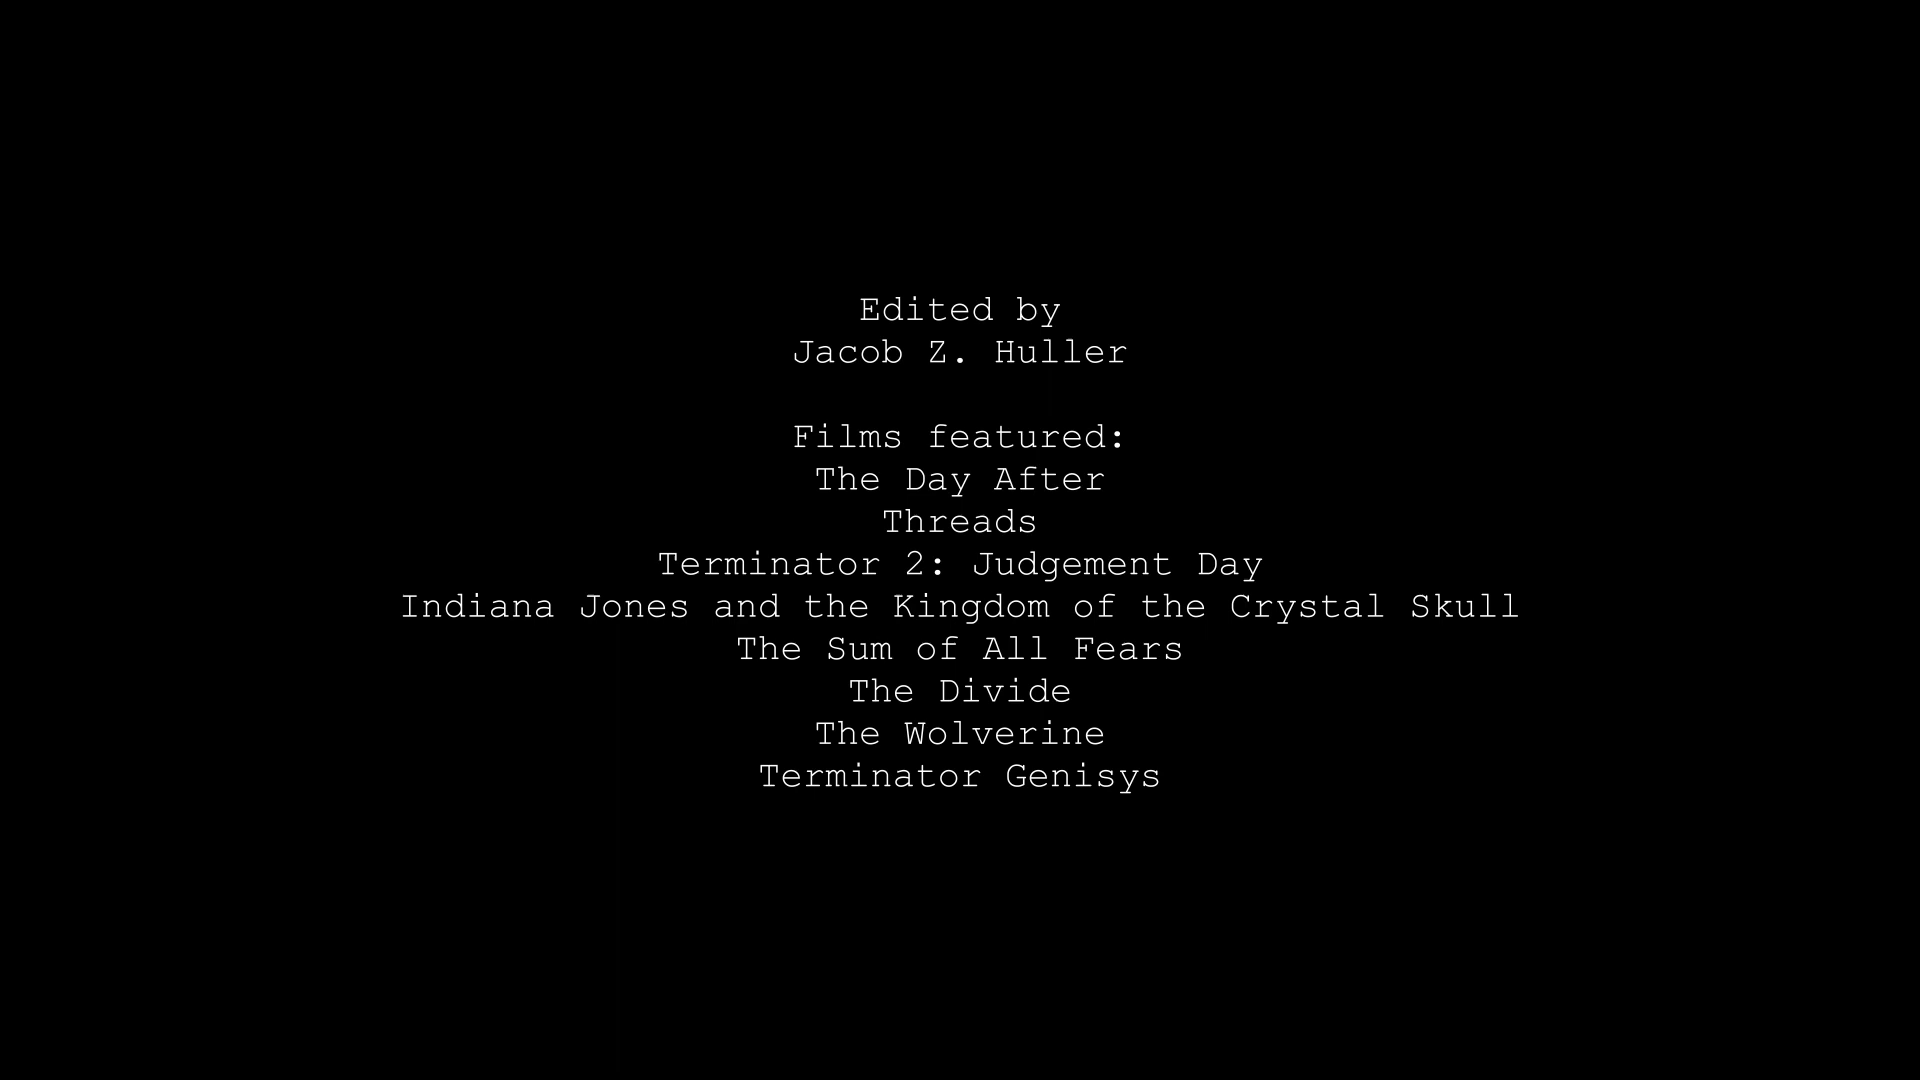 Edited by
Jacob Z. Huller
Films featured:
The Day After
Threads
Terminator 2: Judgement Day
Indiana Jones and the Kingdom of the Crystal Skull
The Sum of All Fears
The Divide
The Wolverine
Terminator Genisys